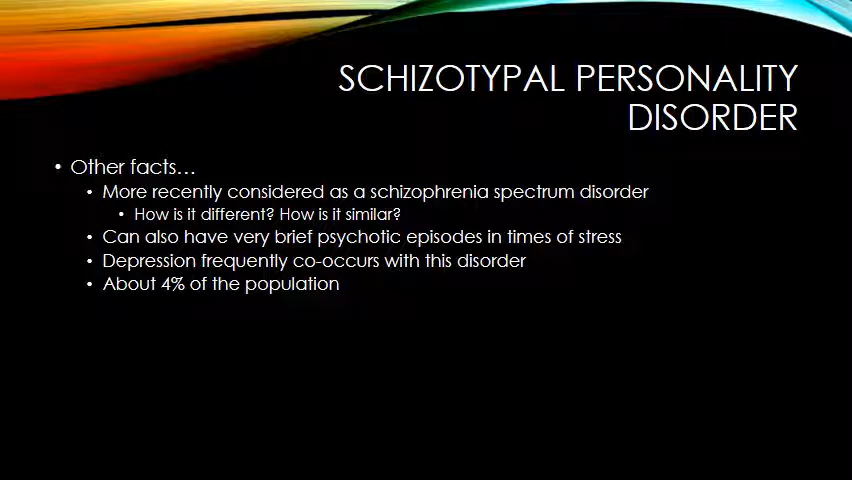 SCHIZOTYPAL PERSONALITY
DISORDER
• Other facts…
• More recently considered as a schizophrenia spectrum disorder
• How is it different? How is it similar?
• Can also have very brief psychotic episodes in times of stress
• Depression frequently co-occurs with this disorder
• About 4% of the population